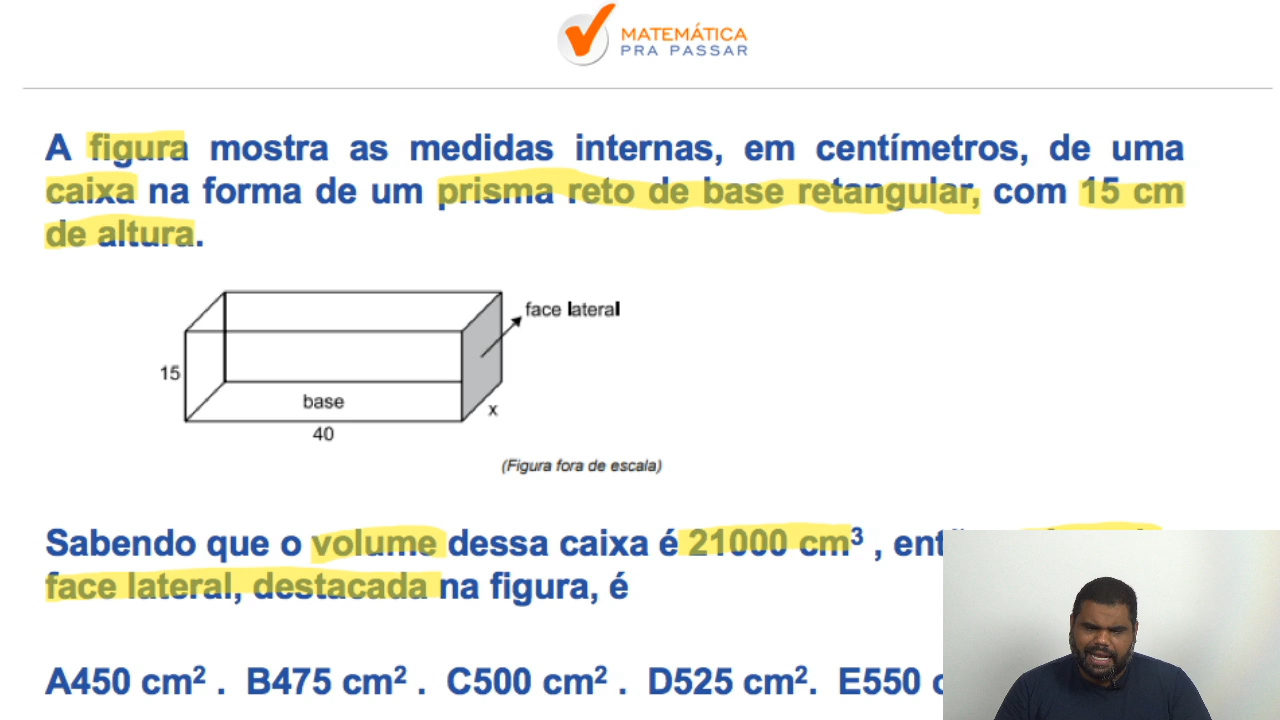 MATEMÁTICA
PRA PASSAR
A figura mostra as medidas internas, em centímetros, de uma
caixa na forma de um prisma reto de base retangular, com 15 cm
de altura.
face lateral
15
base
x
40
(Figura fora de escala)
Sabendo que o volume dessa caixa é 21000 cm³ ,
face lateral, destacada na figura, é
A450 cm² . B475 cm² . C500 cm² . D525 cm². E550